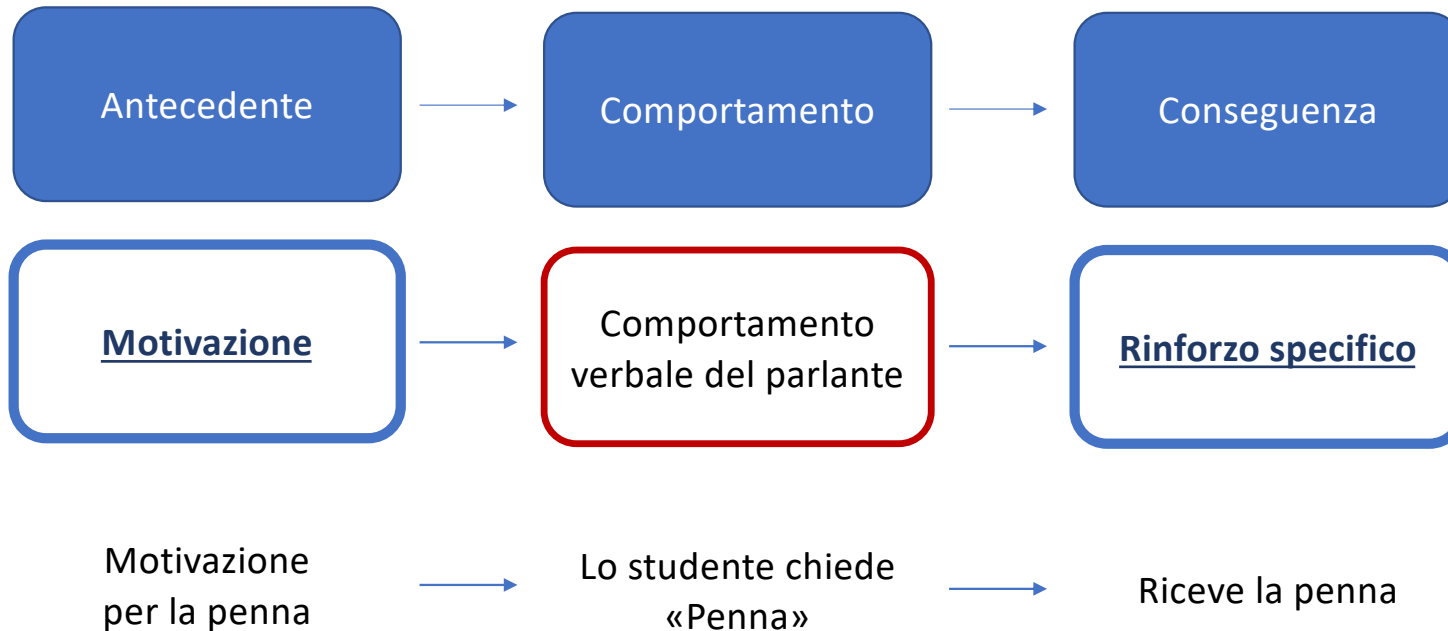 Antecedente
Comportamento
Conseguenza
Motivazione
Comportamento
verbale del parlante
Rinforzo specifico
Motivazione
per la penna
Lo studente chiede
«Penna»
Riceve la penna